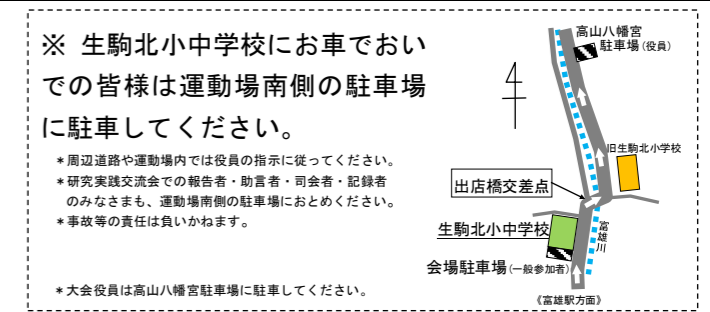 ※ 生駒北小中学校にお車でおい
での皆様は運動場南側の駐車場
に駐車してください。
＊周辺道路や運動場内では役員の指示に従ってください。
＊研究実践交流会での報告者・助言者・司会者・記録者
のみなさまも、運動場南側の駐車場におとめください。
＊事故等の責任は負いかねます。
＊大会役員は高山八幡宮駐車場に駐車してください。
高山八幡宮
駐車場(役員)
旧生駒北小学校
出店橋交差点
生駒北小中学校
富雄川
会場駐車場(一般参加者)
《富雄駅方面》